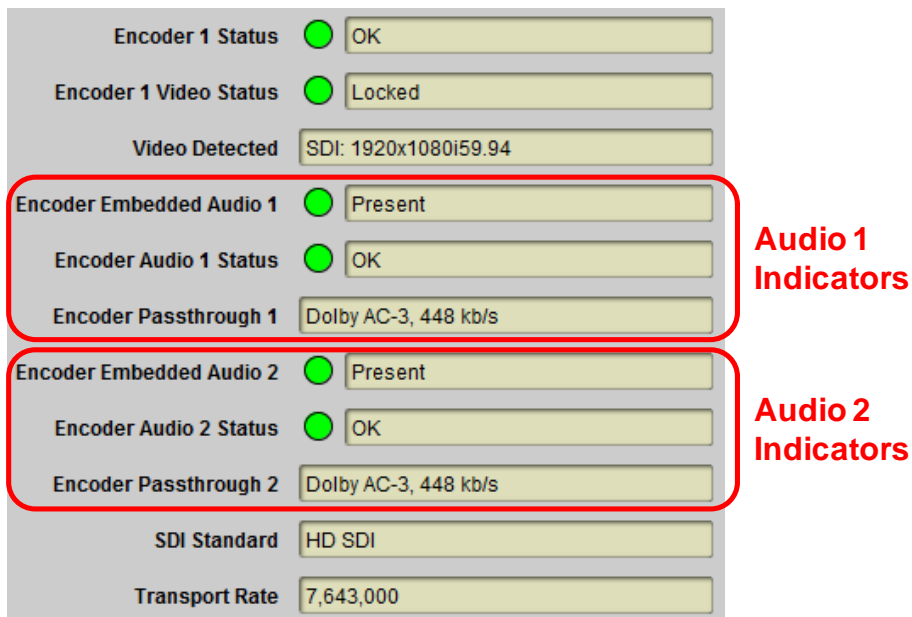 Encoder 1 Status OK
Encoder 1 Video Status Locked
Video Detected SDI: 1920x1080i59.94
Encoder Embedded Audio 1 Present
Encoder Audio 1 Status OK
Encoder Passthrough 1 Dolby AC-3, 448 kb/s
Audio 1
Indicators
Encoder Embedded Audio 2 Present
Encoder Audio 2 Status OK
Encoder Passthrough 2 Dolby AC-3, 448 kb/s
Audio 2
Indicators
SDI Standard HD SDI
Transport Rate 7,643,000